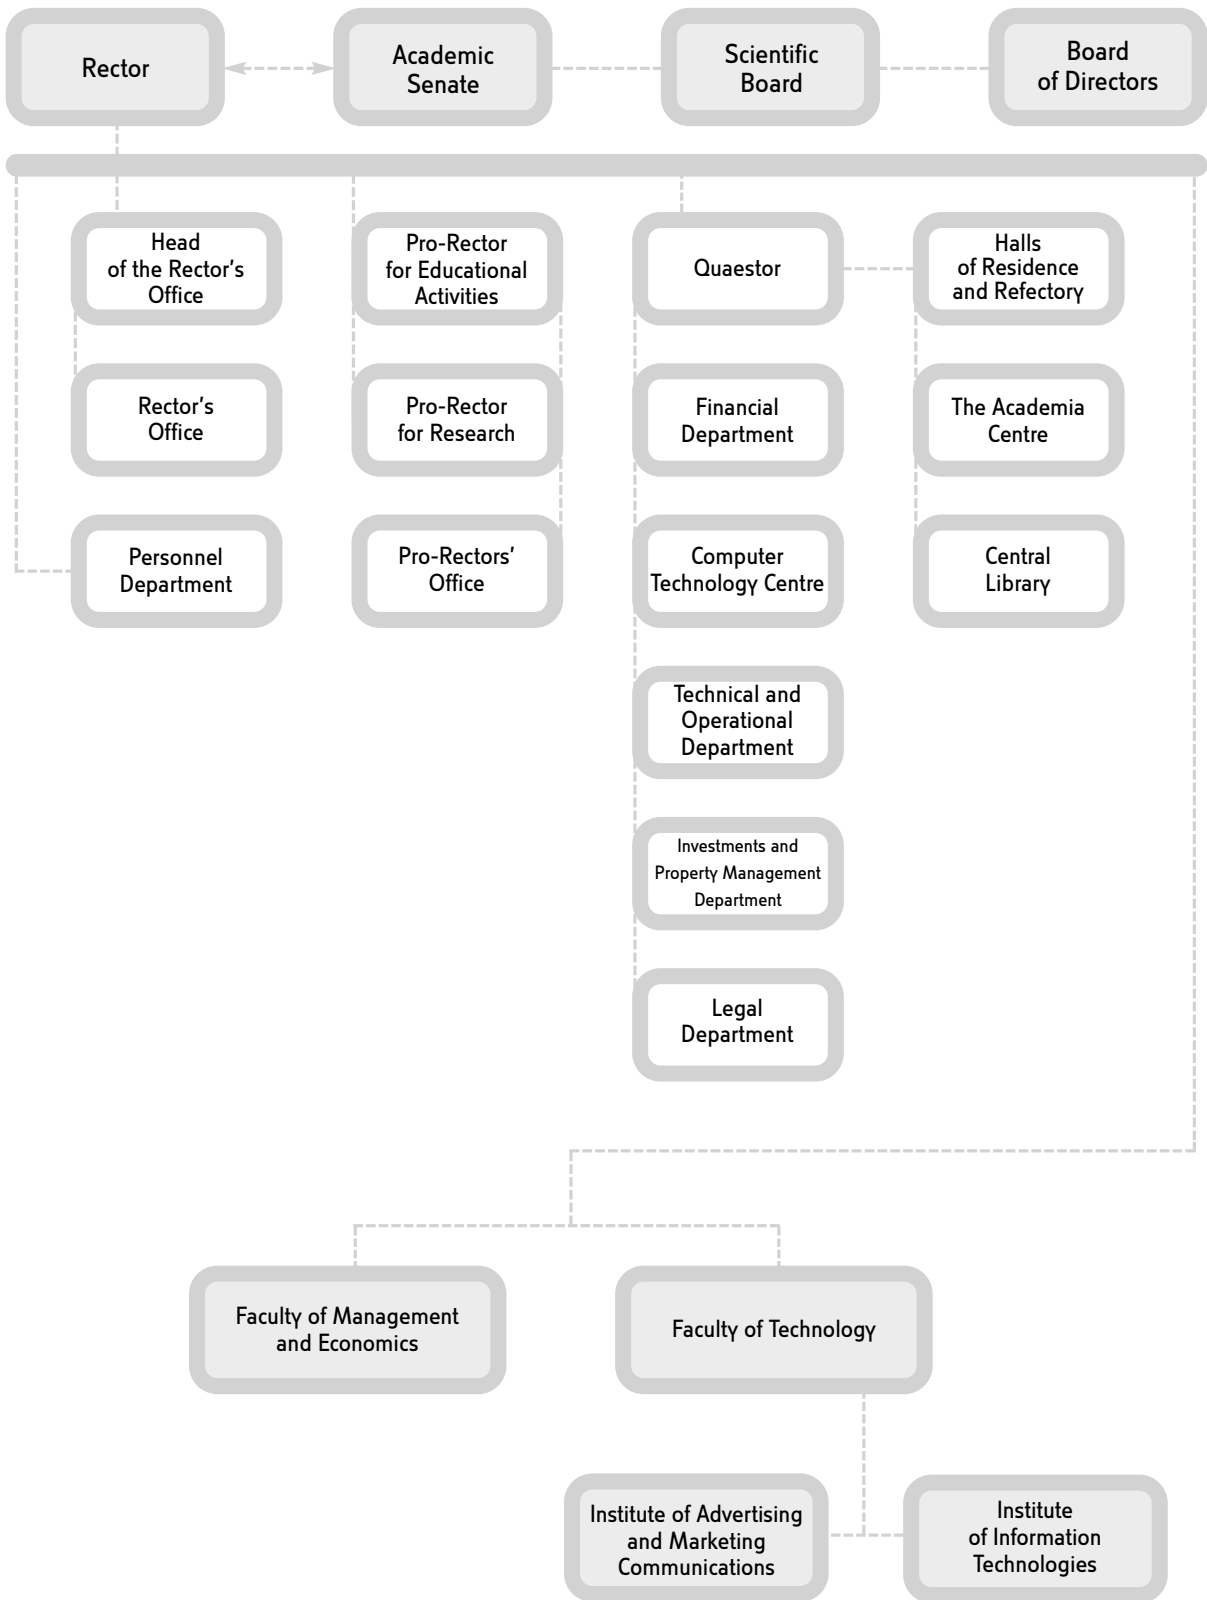 Rector
Academic
Senate
Scientific
Board
Board
of Directors
Head
of the Rector's
Office
Pro-Rector
for Educational
Activities
Quaestor
Halls
of Residence
and Refectory
Rector's
Office
Pro-Rector
for Research
Financial
Department
The Academia
Centre
Personnel
Department
Pro-Rectors'
Office
Computer
Technology Centre
Central
Library
Technical and
Operational
Department
Investments and
Property Management
Department
Legal
Department
Faculty of Management
and Economics
Faculty of Technology
Institute of Advertising
and Marketing
Communications
Institute
of Information
Technologies